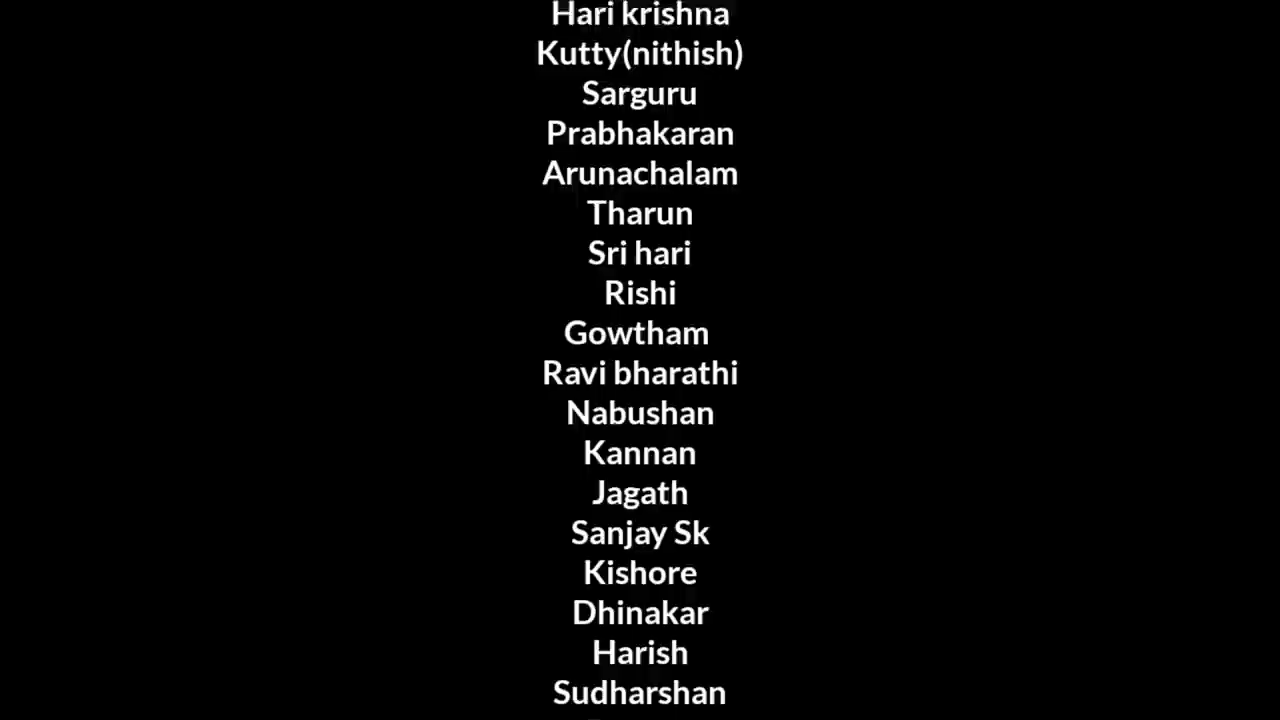 Hari krishna
Kutty(nithish)
Sarguru
Prabhakaran
Arunachalam
Tharun
Sri hari
Rishi
Gowtham
Ravi bharathi
Nabushan
Kannan
Jagath
Sanjay Sk
Kishore
Dhinakar
Harish
Sudharshan